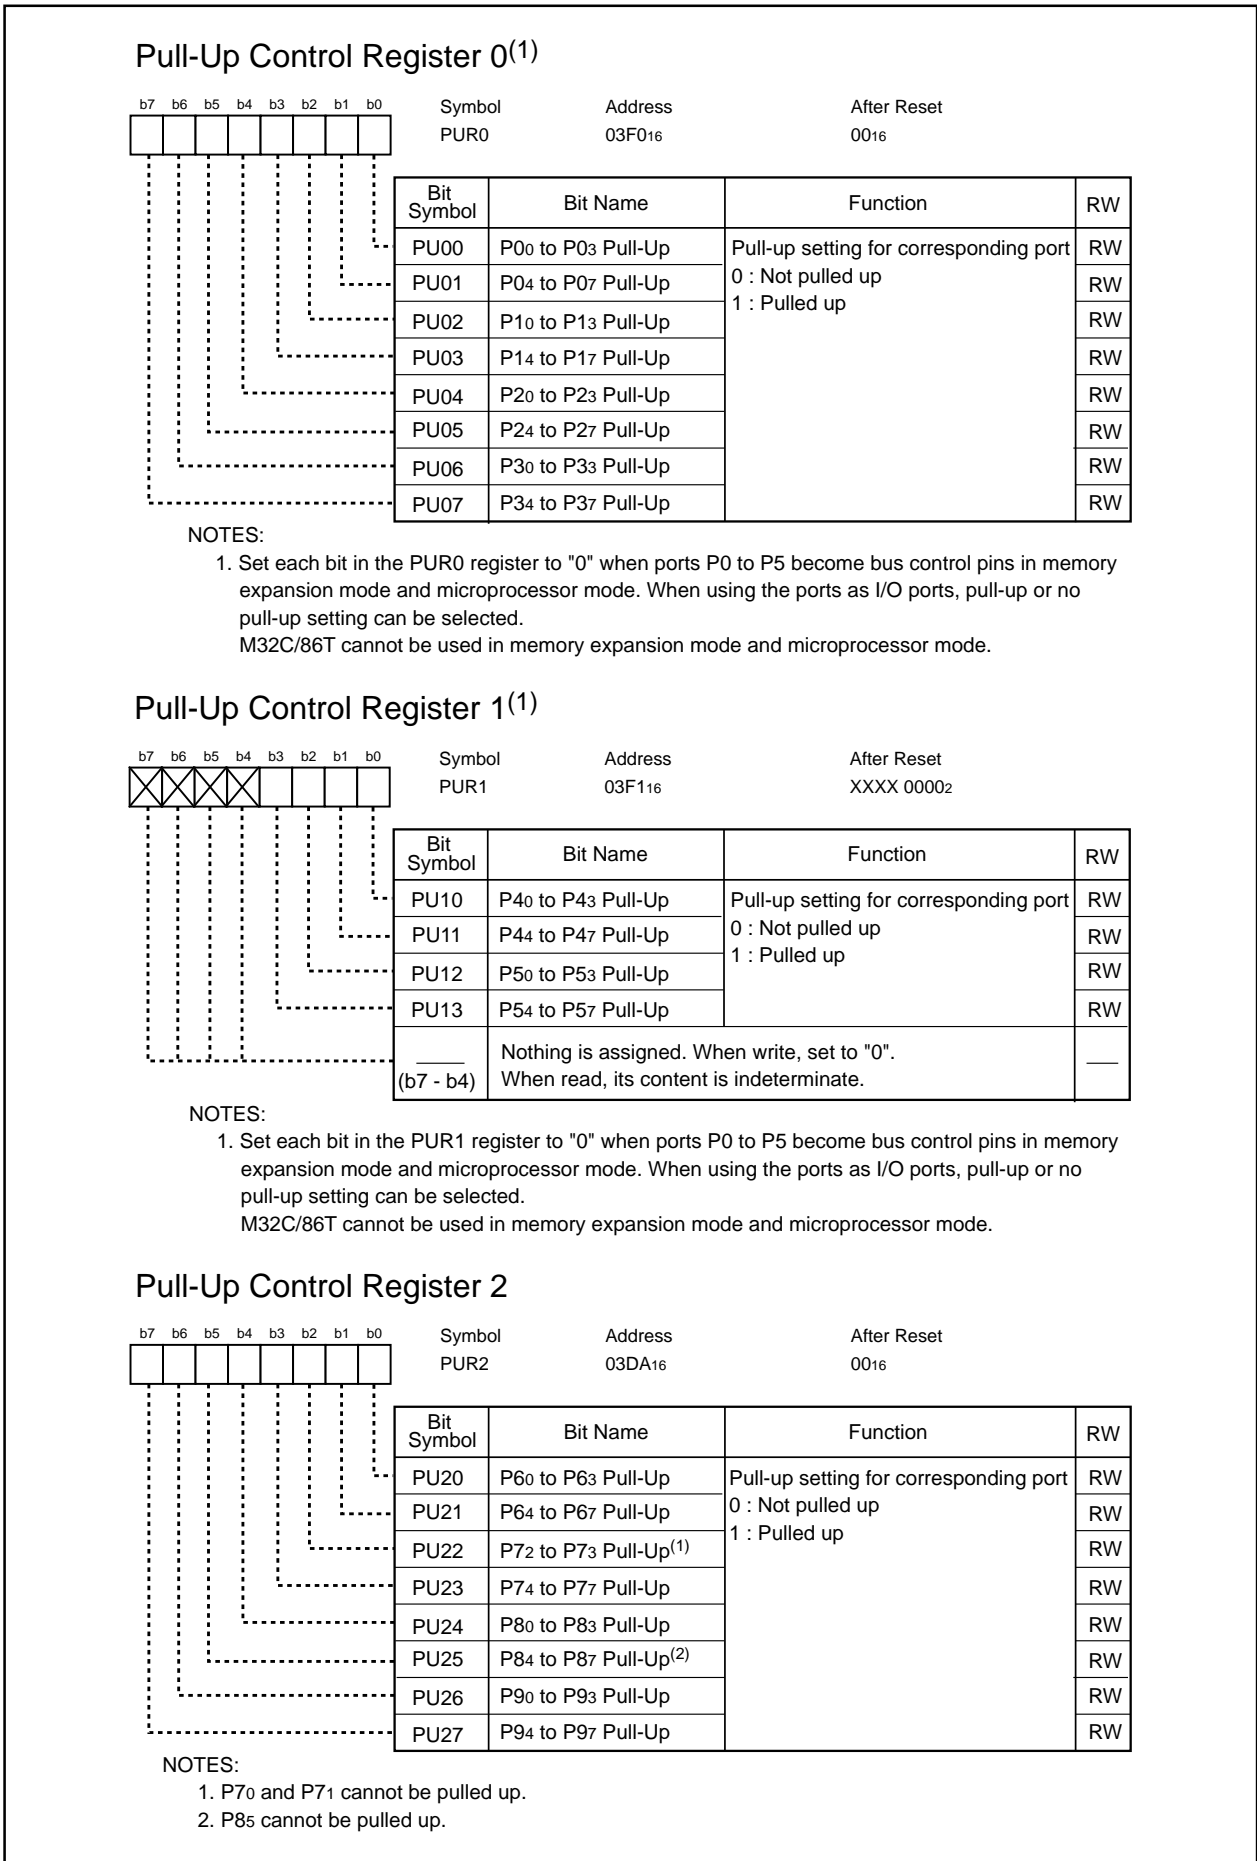 Pull-Up Control Register 0(1)
b7 b6 b5 b4 b3 b2 b1 b0
Symbol Address After Reset
PUR0 03F016 0016
Bit Symbol Bit Name Function RW
PU00 P00 to P03 Pull-Up Pull-up setting for corresponding port RW
0 : Not pulled up
PU01 P04 to P07 Pull-Up RW
1 : Pulled up
PU02 P10 to P13 Pull-Up RW
PU03 P14 to P17 Pull-Up RW
PU04 P20 to P23 Pull-Up RW
PU05 P24 to P27 Pull-Up RW
PU06 P30 to P33 Pull-Up RW
PU07 P34 to P37 Pull-Up RW
NOTES:
1. Set each bit in the PUR0 register to "0" when ports P0 to P5 become bus control pins in memory
expansion mode and microprocessor mode. When using the ports as I/O ports, pull-up or no
pull-up setting can be selected.
M32C/86T cannot be used in memory expansion mode and microprocessor mode.
Pull-Up Control Register 1(1)
b7 b6 b5 b4 b3 b2 b1 b0
Symbol Address After Reset
PUR1 03F116 XXXX 00002
Bit Symbol Bit Name Function RW
PU10 P40 to P43 Pull-Up Pull-up setting for corresponding port RW
0 : Not pulled up
PU11 P44 to P47 Pull-Up RW
1 : Pulled up
PU12 P50 to P53 Pull-Up RW
PU13 P54 to P57 Pull-Up RW
Nothing is assigned. When write, set to "0".
(b7 - b4) When read, its content is indeterminate.
NOTES:
1. Set each bit in the PUR1 register to "0" when ports P0 to P5 become bus control pins in memory
expansion mode and microprocessor mode. When using the ports as I/O ports, pull-up or no
pull-up setting can be selected.
M32C/86T cannot be used in memory expansion mode and microprocessor mode.
Pull-Up Control Register 2
b7 b6 b5 b4 b3 b2 b1 b0
Symbol Address After Reset
PUR2 03DA16 0016
Bit Symbol Bit Name Function RW
PU20 P60 to P63 Pull-Up Pull-up setting for corresponding port RW
0 : Not pulled up
PU21 P64 to P67 Pull-Up RW
1 : Pulled up
PU22 P72 to P73 Pull-Up(1) RW
PU23 P74 to P77 Pull-Up RW
PU24 P80 to P83 Pull-Up RW
PU25 P84 to P87 Pull-Up(2) RW
PU26 P90 to P93 Pull-Up RW
PU27 P94 to P97 Pull-Up RW
NOTES:
1. P70 and P71 cannot be pulled up.
2. P85 cannot be pulled up.